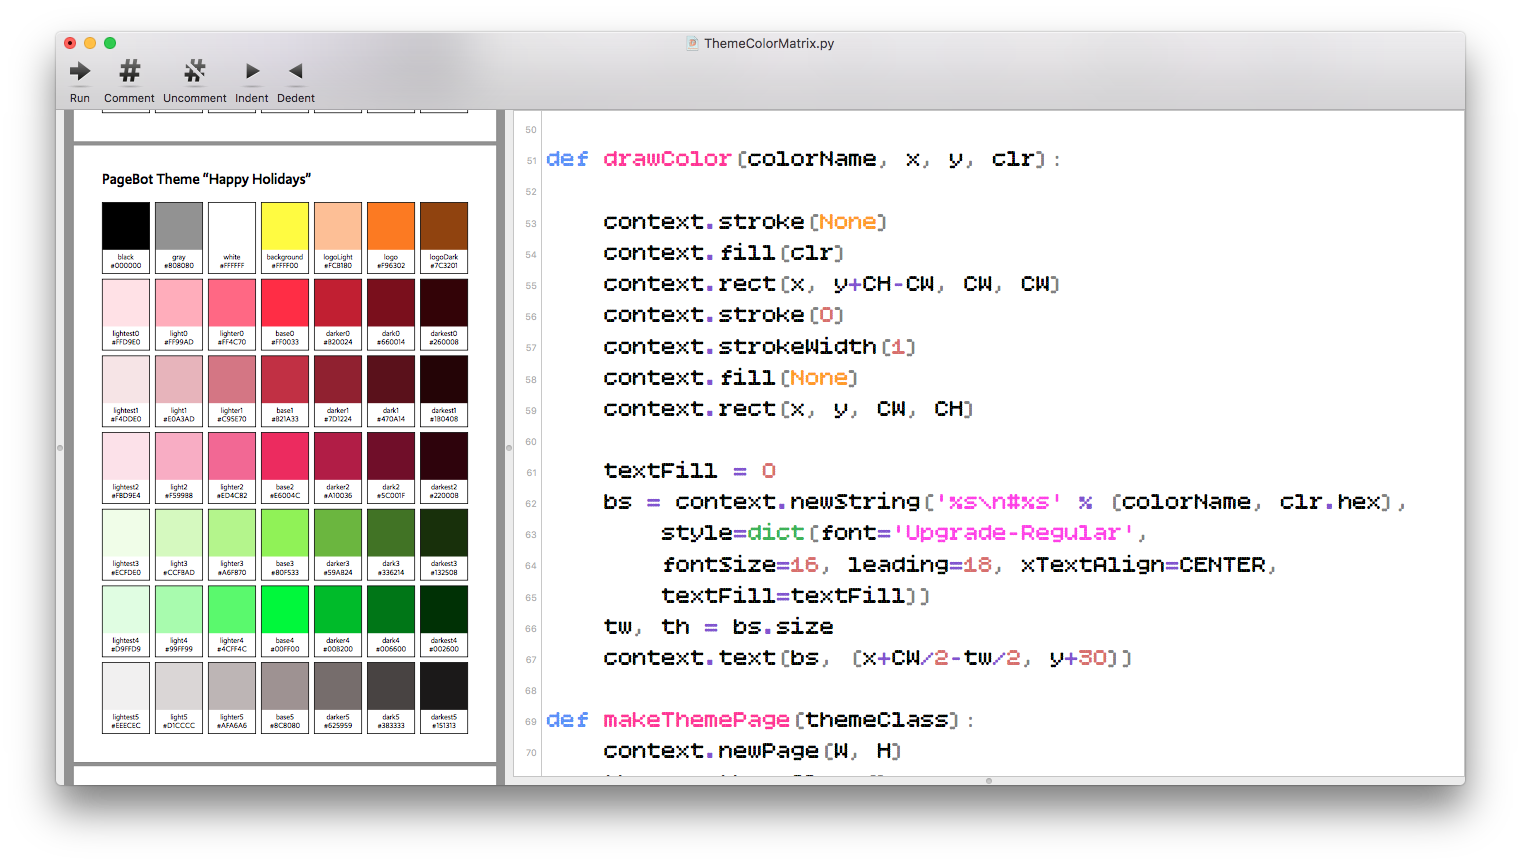 ThemeColorMatrix.py
Run Comment Uncomment Indent Dedent
PageBot Theme “Happy Holidays”
black gray white background logoLight logo logoDark
#000000 #808080 #FFFFFF #FFFF00 #FCB180 #F96302 #7C3201
lightest0 light0 lighter0 base0 darker0 dark0 darkest0
#FFD9E0 #FF99AD #FF4C70 #FF0033 #B20024 #660014 #260008
lightest1 light1 lighter1 base1 darker1 dark1 darkest1
#F4DDE0 #E0A3AD #C95E70 #B21A33 #7D1224 #470A14 #1B0408
lightest2 light2 lighter2 base2 darker2 dark2 darkest2
#FBD9E4 #F599B8 #ED4C82 #E6004C #A10036 #5C001F #220008
lightest3 light3 lighter3 base3 darker3 dark3 darkest3
#ECFDE0 #CCFBAD #A6F870 #80F533 #59AB24 #336214 #132508
lightest4 light4 lighter4 base4 darker4 dark4 darkest4
#D9FFD9 #99FF99 #4CFF4C #00FF00 #00B200 #006600 #002600
lightest5 light5 lighter5 base5 darker5 dark5 darkest5
#EEECEC #D1CCCC #AFA6A6 #8C8080 #625959 #383333 #151313
50
51 def drawColor(colorName, x, y, clr):
52
53 context.stroke(None)
54 context.fill(clr)
55 context.rect(x, y+CH-CW, CW, CW)
56 context.stroke(0)
57 context.strokeWidth(1)
58 context.fill(None)
59 context.rect(x, y, CW, CH)
60
61 textFill = 0
62 bs = context.newString('%s\n#%s' % (colorName, clr.hex),
63 style=dict(font='Upgrade-Regular',
64 fontSize=16, leading=18, xTextAlign=CENTER,
65 textFill=textFill))
66 tw, th = bs.size
67 context.text(bs, (x+CW/2-tw/2, y+30))
68
69 def makeThemePage(themeClass):
70 context.newPage(W, H)